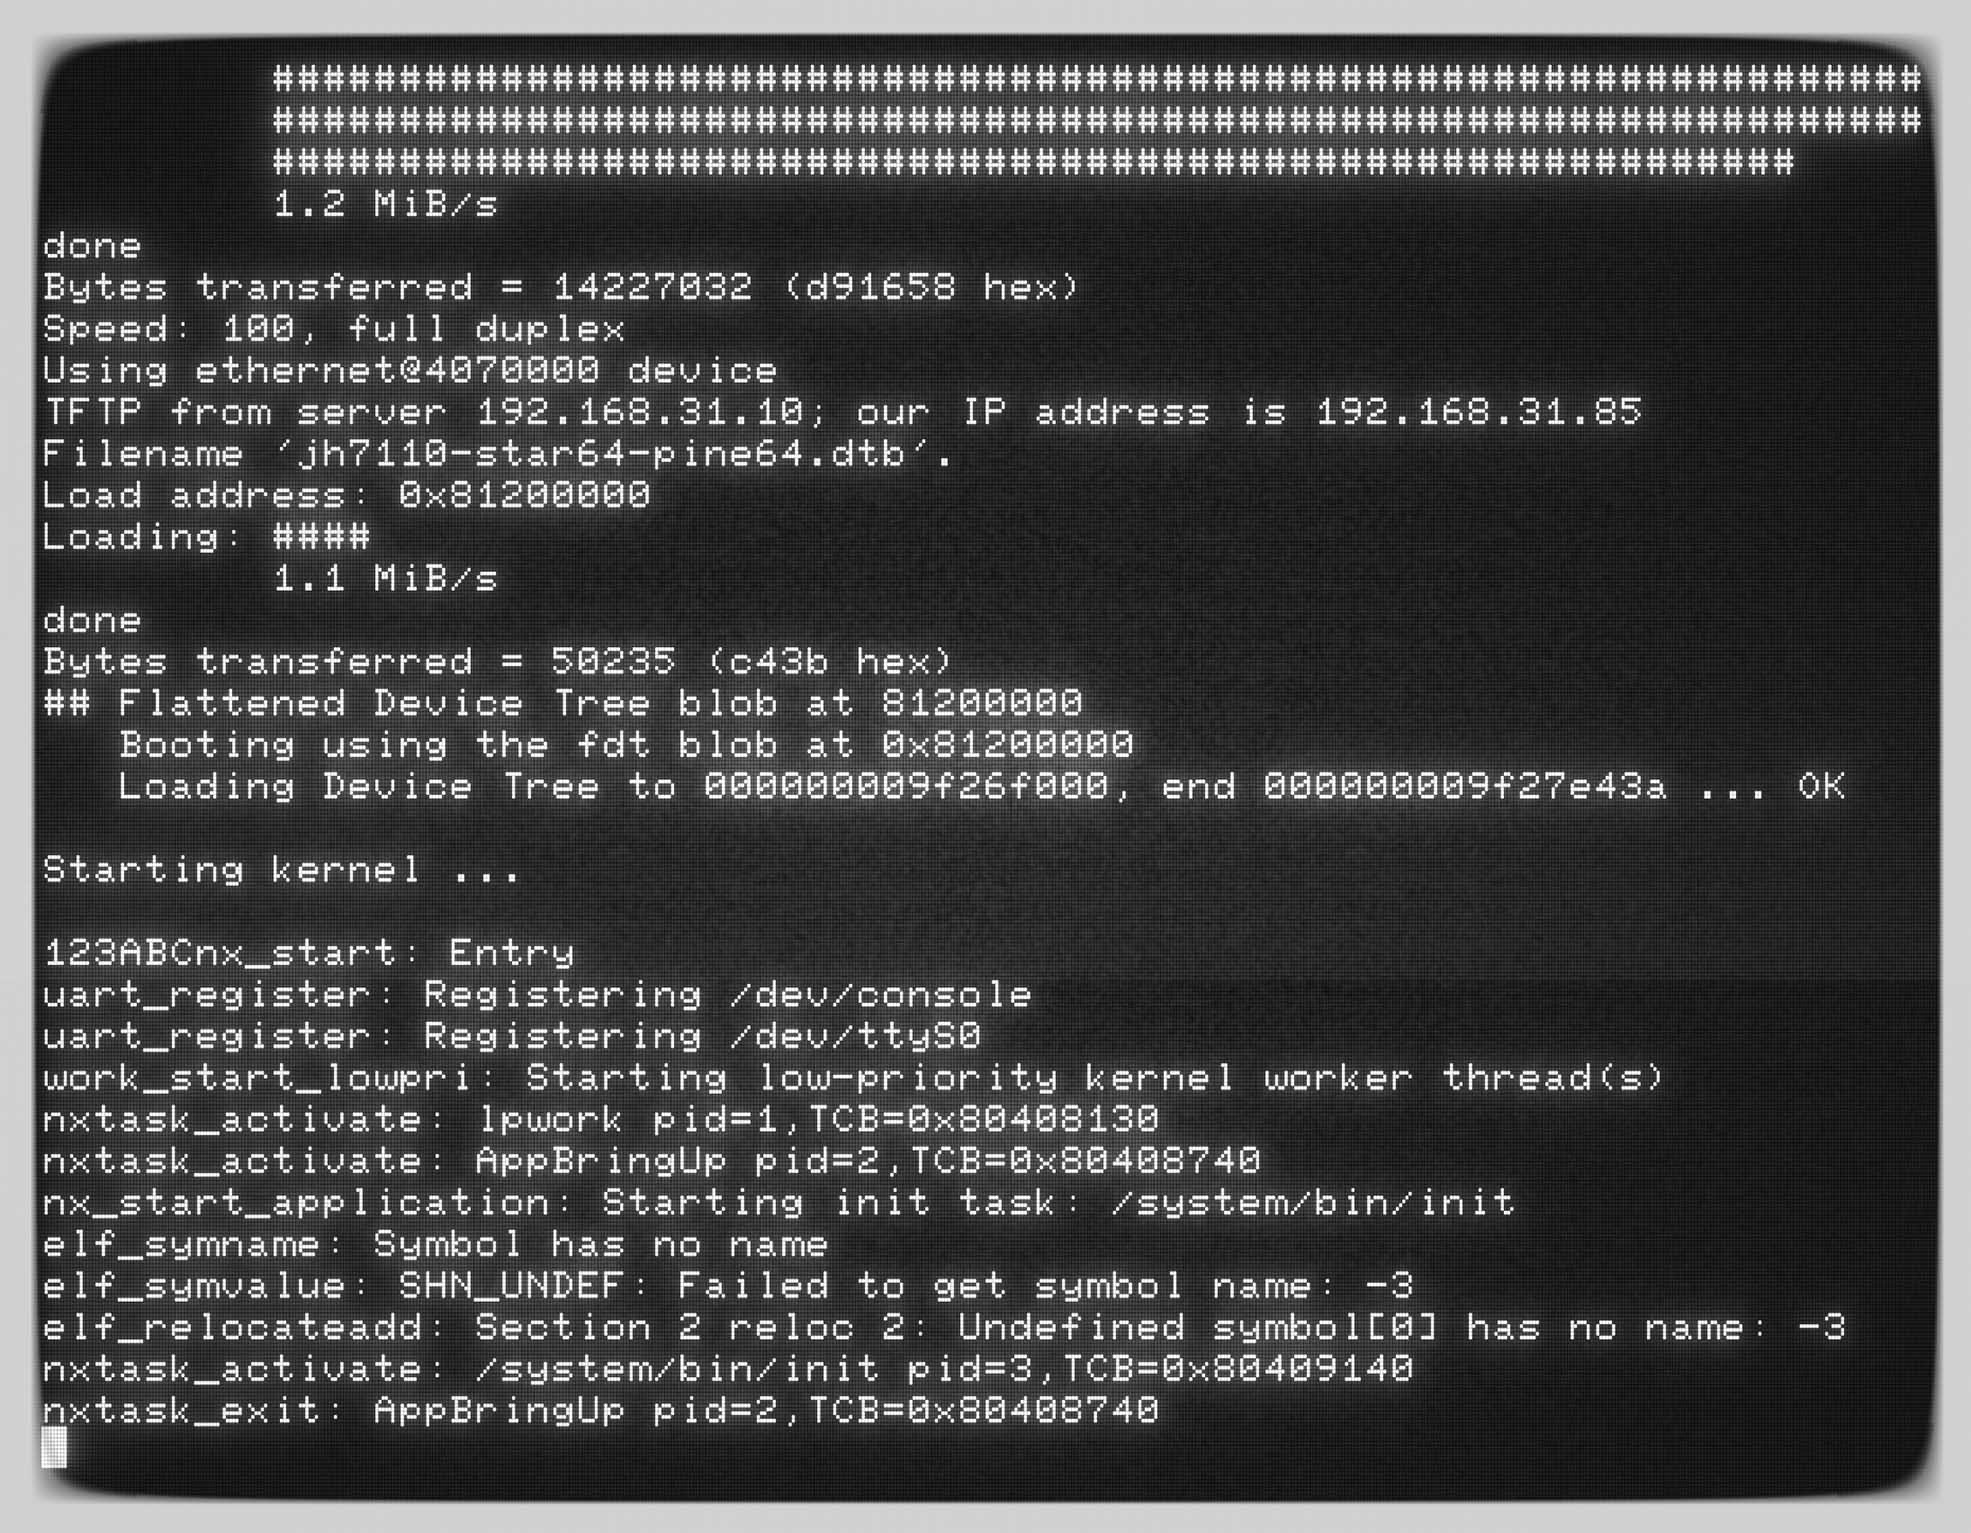 #################################################################
         #################################################################
         ############################################################
         1.2 MiB/s
done
Bytes transferred = 14227032 (d91658 hex)
Speed: 100, full duplex
Using ethernet@4070000 device
TFTP from server 192.168.31.10; our IP address is 192.168.31.85
Filename 'jh7110-star64-pine64.dtb'.
Load address: 0x81200000
Loading: ####
         1.1 MiB/s
done
Bytes transferred = 50235 (c43b hex)
## Flattened Device Tree blob at 81200000
   Booting using the fdt blob at 0x81200000
   Loading Device Tree to 000000009f26f000, end 000000009f27e43a ... OK

Starting kernel ...

123ABCnx_start: Entry
uart_register: Registering /dev/console
uart_register: Registering /dev/ttyS0
work_start_lowpri: Starting low-priority kernel worker thread(s)
nxtask_activate: lpwork pid=1,TCB=0x80408130
nxtask_activate: AppBringUp pid=2,TCB=0x80408740
nx_start_application: Starting init task: /system/bin/init
elf_symname: Symbol has no name
elf_symvalue: SHN_UNDEF: Failed to get symbol name: -3
elf_relocateadd: Section 2 reloc 2: Undefined symbol[0] has no name: -3
nxtask_activate: /system/bin/init pid=3,TCB=0x80409140
nxtask_exit: AppBringUp pid=2,TCB=0x80408740